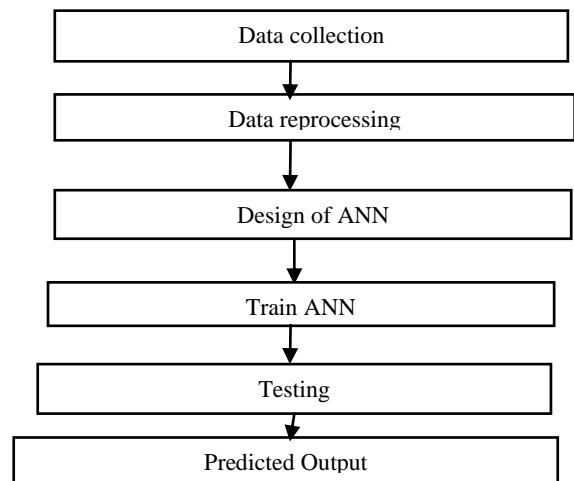 Data collection
Data reprocessing
Design of ANN
Train ANN
Testing
Predicted Output